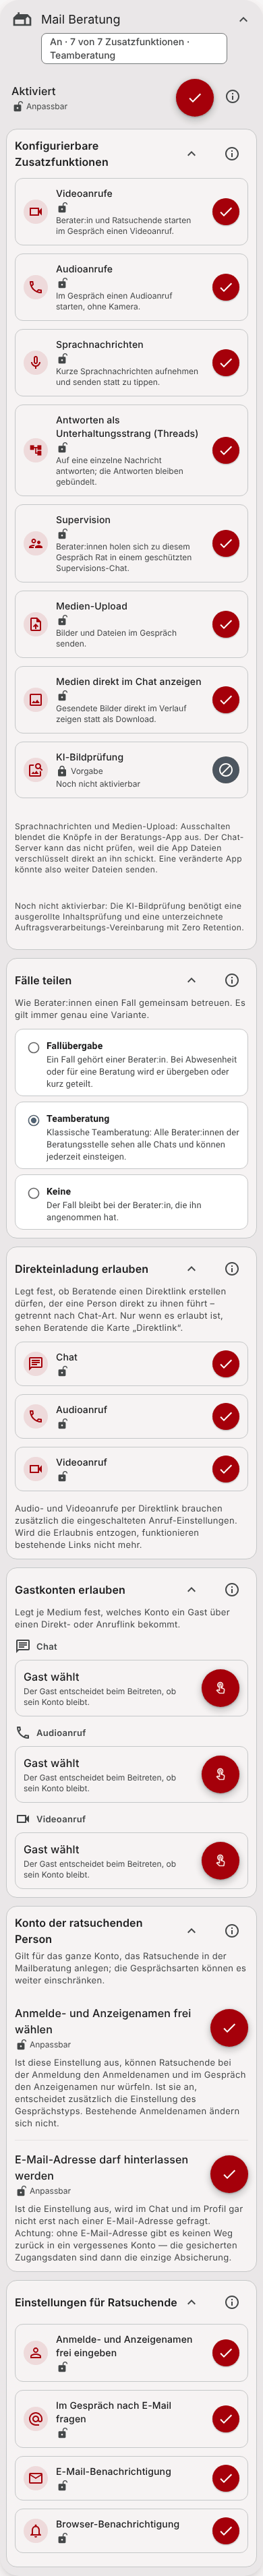 Mail Beratung
An · 7 von 7 Zusatzfunktionen ·
Teamberatung
Aktiviert
Anpassbar
Konfigurierbare
Zusatzfunktionen
Videoanrufe
Berater:in und Ratsuchende starten
im Gespräch einen Videoanruf.
Audioanrufe
Im Gespräch einen Audioanruf
starten, ohne Kamera.
Sprachnachrichten
Kurze Sprachnachrichten aufnehmen
und senden statt zu tippen.
Antworten als
Unterhaltungsstrang (Threads)
Auf eine einzelne Nachricht
antworten; die Antworten bleiben
gebündelt.
Supervision
Berater:innen holen sich zu diesem
Gespräch Rat in einem geschützten
Supervisions-Chat.
Medien-Upload
Bilder und Dateien im Gespräch
senden.
Medien direkt im Chat anzeigen
Gesendete Bilder direkt im Verlauf
zeigen statt als Download.
KI-Bildprüfung
Vorgabe
Noch nicht aktivierbar
Sprachnachrichten und Medien-Upload: Ausschalten
blendet die Knöpfe in der Beratungs-App aus. Der Chat-
Server kann das nicht prüfen, weil die App Dateien
verschlüsselt direkt an ihn schickt. Eine veränderte App
könnte also weiter Dateien senden.
Noch nicht aktivierbar: Die KI-Bildprüfung benötigt eine
ausgerollte Inhaltsprüfung und eine unterzeichnete
Auftragsverarbeitungs-Vereinbarung mit Zero Retention.
Fälle teilen
Wie Berater:innen einen Fall gemeinsam betreuen. Es
gilt immer genau eine Variante.
Fallübergabe
Ein Fall gehört einer Berater:in. Bei Abwesenheit
oder für eine Beratung wird er übergeben oder
kurz geteilt.
Teamberatung
Klassische Teamberatung: Alle Berater:innen der
Beratungsstelle sehen alle Chats und können
jederzeit einsteigen.
Keine
Der Fall bleibt bei der Berater:in, die ihn
angenommen hat.
Direkteinladung erlauben
Legt fest, ob Beratende einen Direktlink erstellen
dürfen, der eine Person direkt zu ihnen führt –
getrennt nach Chat-Art. Nur wenn es erlaubt ist,
sehen Beratende die Karte „Direktlink“.
Chat
Audioanruf
Videoanruf
Audio- und Videoanrufe per Direktlink brauchen
zusätzlich die eingeschalteten Anruf-Einstellungen.
Wird die Erlaubnis entzogen, funktionieren
bestehende Links nicht mehr.
Gastkonten erlauben
Legt je Medium fest, welches Konto ein Gast über
einen Direkt- oder Anruflink bekommt.
Chat
Gast wählt
Der Gast entscheidet beim Beitreten, ob
sein Konto bleibt.
Audioanruf
Gast wählt
Der Gast entscheidet beim Beitreten, ob
sein Konto bleibt.
Videoanruf
Gast wählt
Der Gast entscheidet beim Beitreten, ob
sein Konto bleibt.
Konto der ratsuchenden
Person
Gilt für das ganze Konto, das Ratsuchende in der
Mailberatung anlegen; die Gesprächsarten können es
weiter einschränken.
Anmelde- und Anzeigenamen frei
wählen
Anpassbar
Ist diese Einstellung aus, können Ratsuchende bei
der Anmeldung den Anmeldenamen und im Gespräch
den Anzeigenamen nur würfeln. Ist sie an,
entscheidet zusätzlich die Einstellung des
Gesprächstyps. Bestehende Anmeldenamen ändern
sich nicht.
E-Mail-Adresse darf hinterlassen
werden
Anpassbar
Ist die Einstellung aus, wird im Chat und im Profil gar
nicht erst nach einer E-Mail-Adresse gefragt.
Achtung: ohne E-Mail-Adresse gibt es keinen Weg
zurück in ein vergessenes Konto — die gesicherten
Zugangsdaten sind dann die einzige Absicherung.
Einstellungen für Ratsuchende
Anmelde- und Anzeigenamen
frei eingeben
Im Gespräch nach E-Mail
fragen
E-Mail-Benachrichtigung
Browser-Benachrichtigung